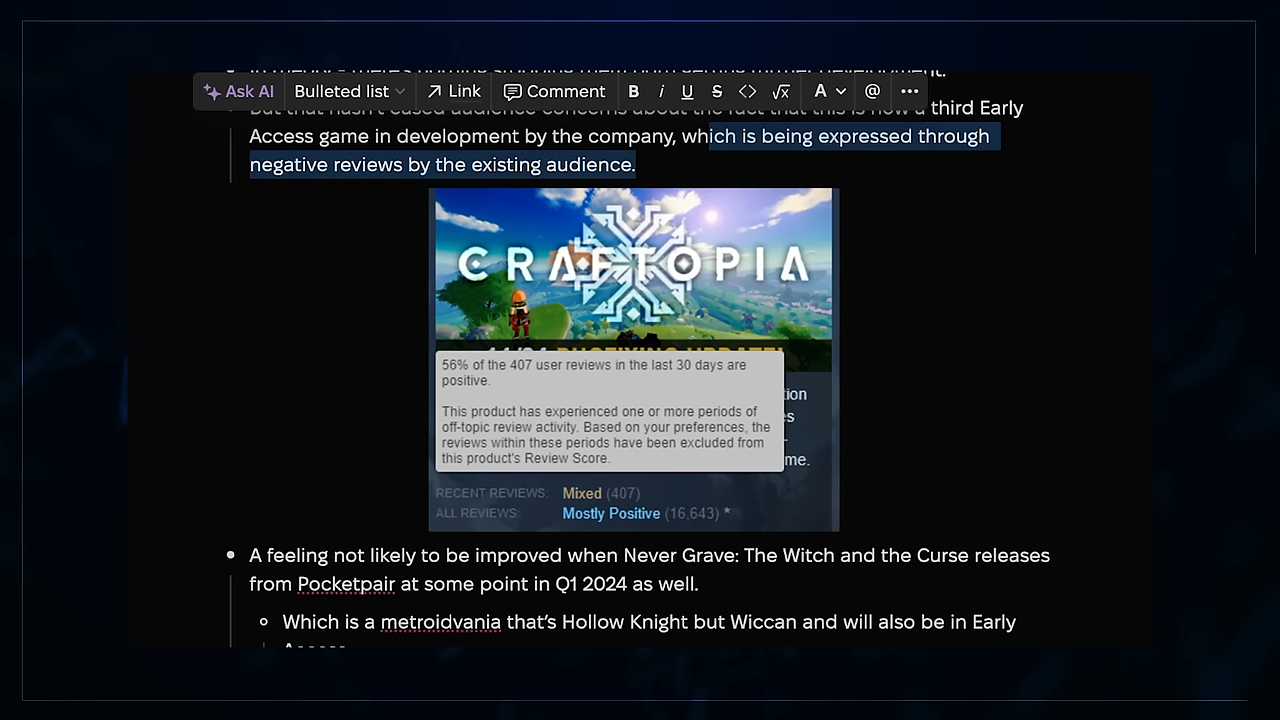 Ask AI Bulleted list Link Comment B i U S <> √x A @ •••
third Early
Access game in development by the company, which is being expressed through
negative reviews by the existing audience.
CRAFTOPIA
56% of the 407 user reviews in the last 30 days are
positive.
This product has experienced one or more periods of
off-topic review activity. Based on your preferences, the
reviews within these periods have been excluded from
this product's Review Score.
me.
RECENT REVIEWS: Mixed (407)
ALL REVIEWS: Mostly Positive (16,643) *
• A feeling not likely to be improved when Never Grave: The Witch and the Curse releases
from Pocketpair at some point in Q1 2024 as well.
○ Which is a metroidvania that's Hollow Knight but Wiccan and will also be in Early